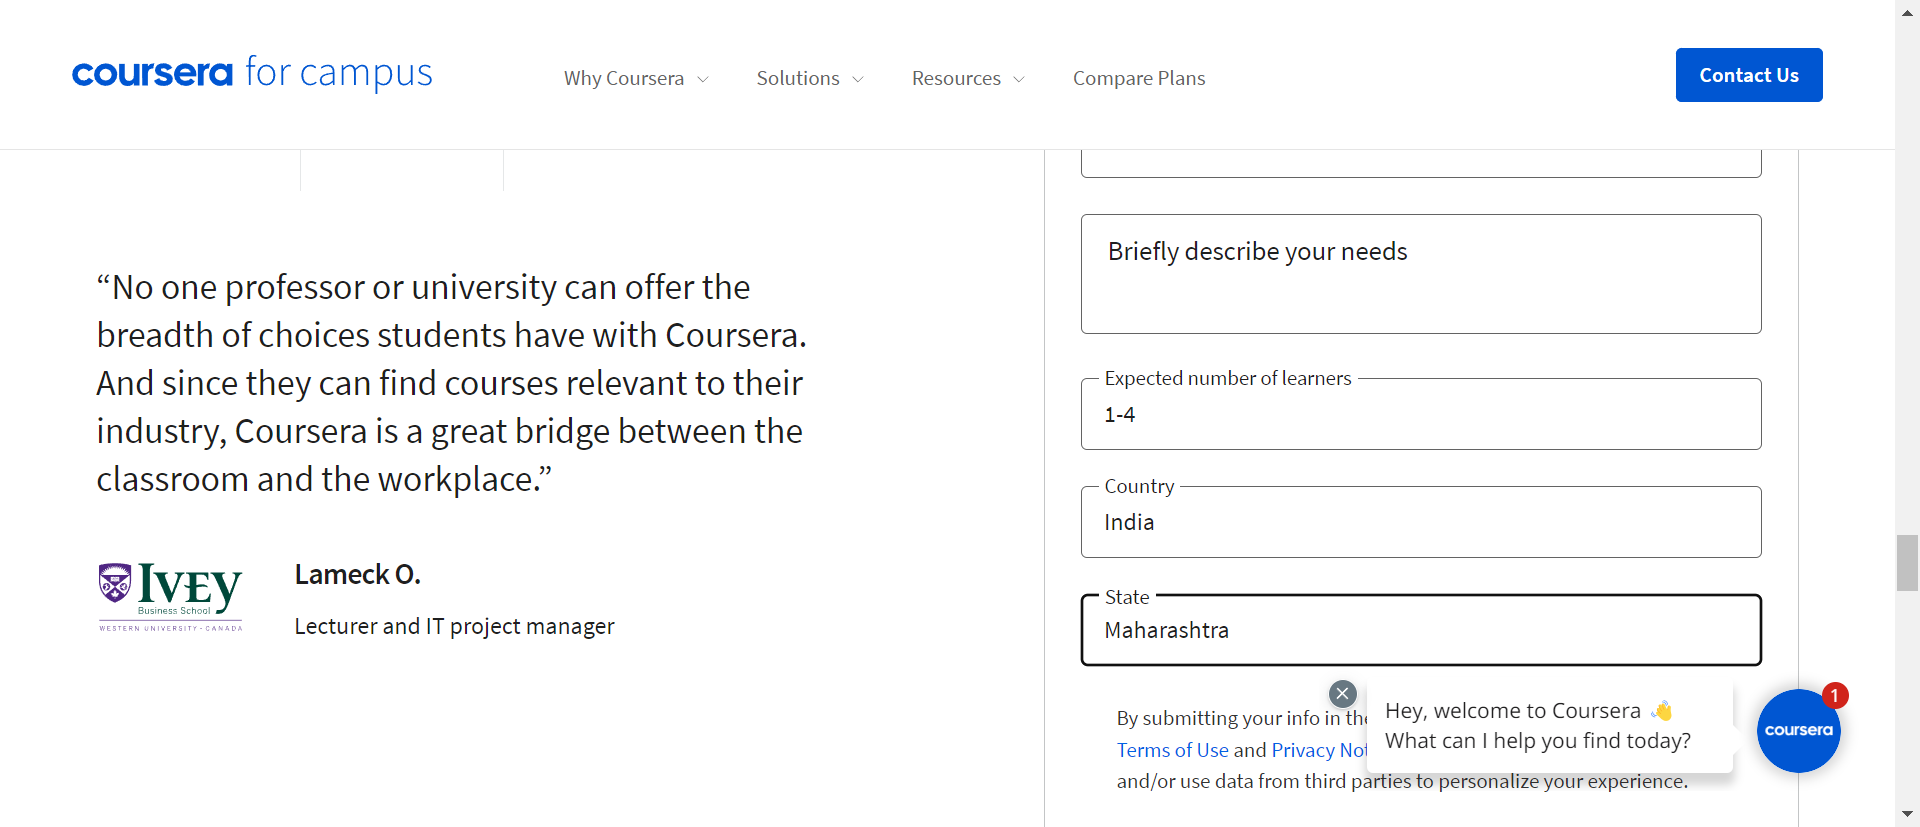 coursera for campus
Why Coursera
Solutions
Resources
Compare Plans
Contact Us
“No one professor or university can offer the
breadth of choices students have with Coursera.
And since they can find courses relevant to their
industry, Coursera is a great bridge between the
classroom and the workplace.”
IVEY
Business School
WESTERN UNIVERSITY · CANADA
Lameck O.
Lecturer and IT project manager
Briefly describe your needs
Expected number of learners
1-4
Country
India
State
Maharashtra
By submitting your info in the
Terms of Use and Privacy
and/or use data from third parties to personalize your experience.
Hey, welcome to Coursera 👋
What can I help you find today?
coursera
1